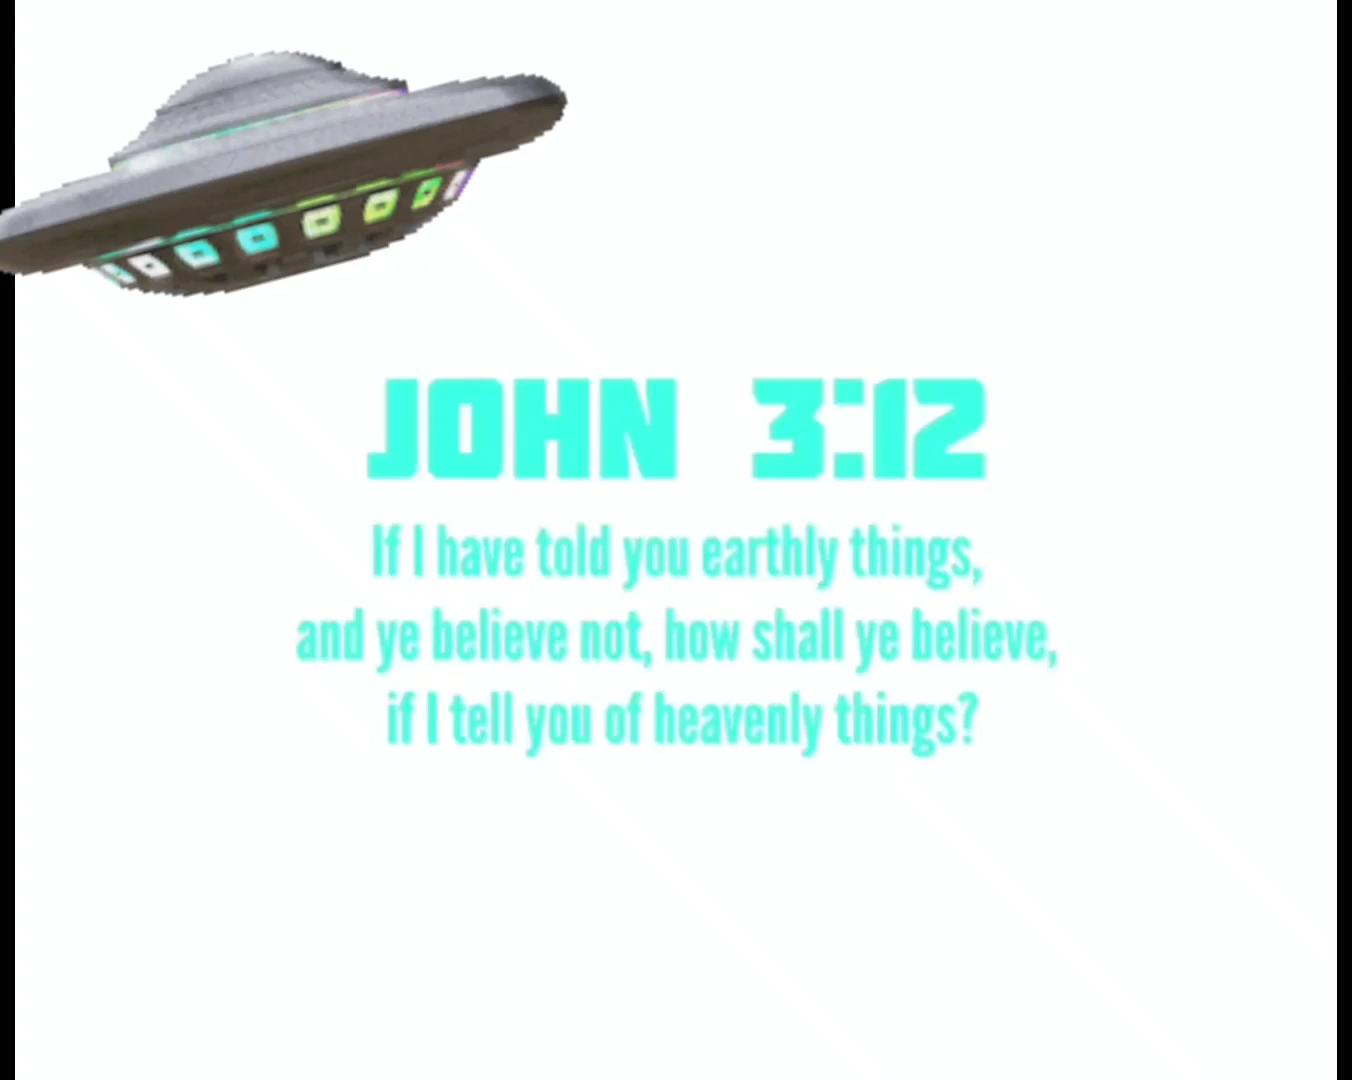 JOHN 3:12
If I have told you earthly things,
and ye believe not, how shall ye believe,
if I tell you of heavenly things?